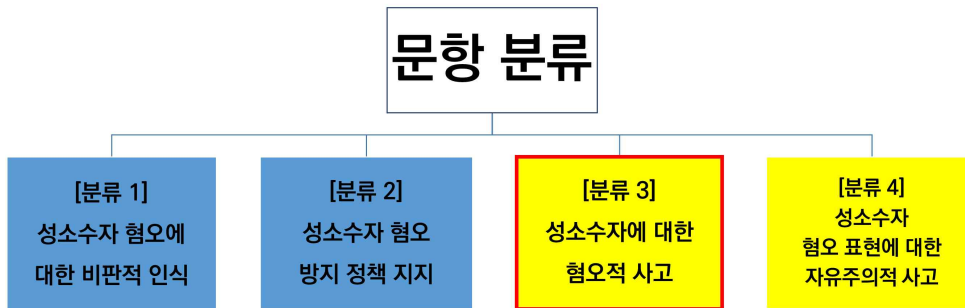 문항 분류
[분류 1]
성소수자 혐오에
대한 비판적 인식
[분류 2]
성소수자 혐오
방지 정책 지지
[분류 3]
성소수자에 대한
혐오적 사고
[분류 4]
성소수자
혐오 표현에 대한
자유주의적 사고